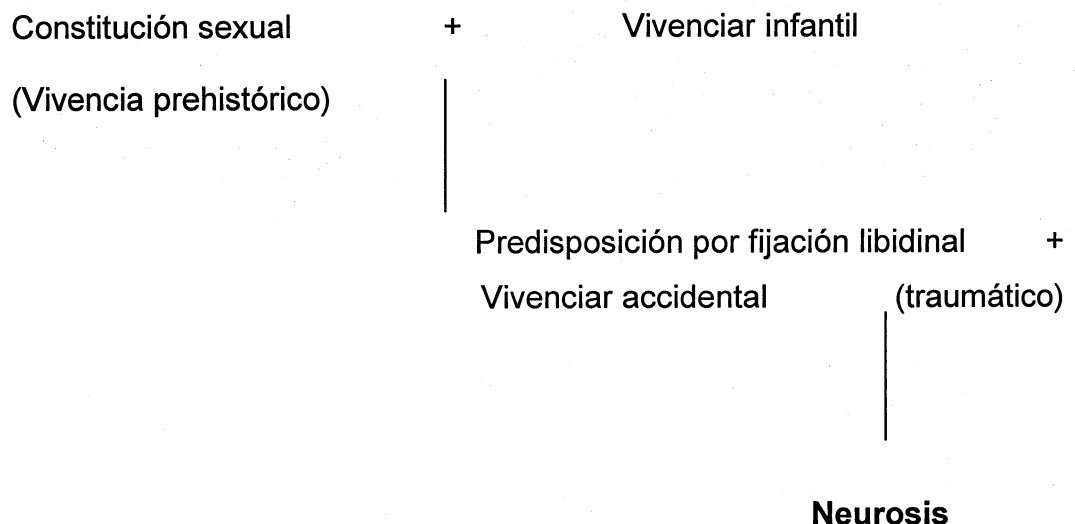 Constitución sexual + Vivenciar infantil
(Vivencia prehistórico)
Predisposición por fijación libidinal +
Vivenciar accidental (traumático)
Neurosis